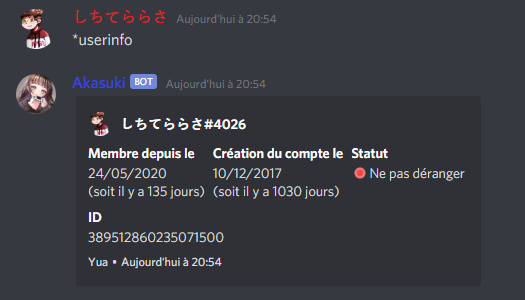 しちてららさ Aujourd'hui à 20:54
*userinfo
Akasuki BOT Aujourd'hui à 20:54
しちてららさ#4026
Membre depuis le Création du compte le Statut
24/05/2020 10/12/2017 Ne pas déranger
(soit il y a 135 jours) (soit il y a 1030 jours)
ID
389512860235071500
Yua • Aujourd'hui à 20:54